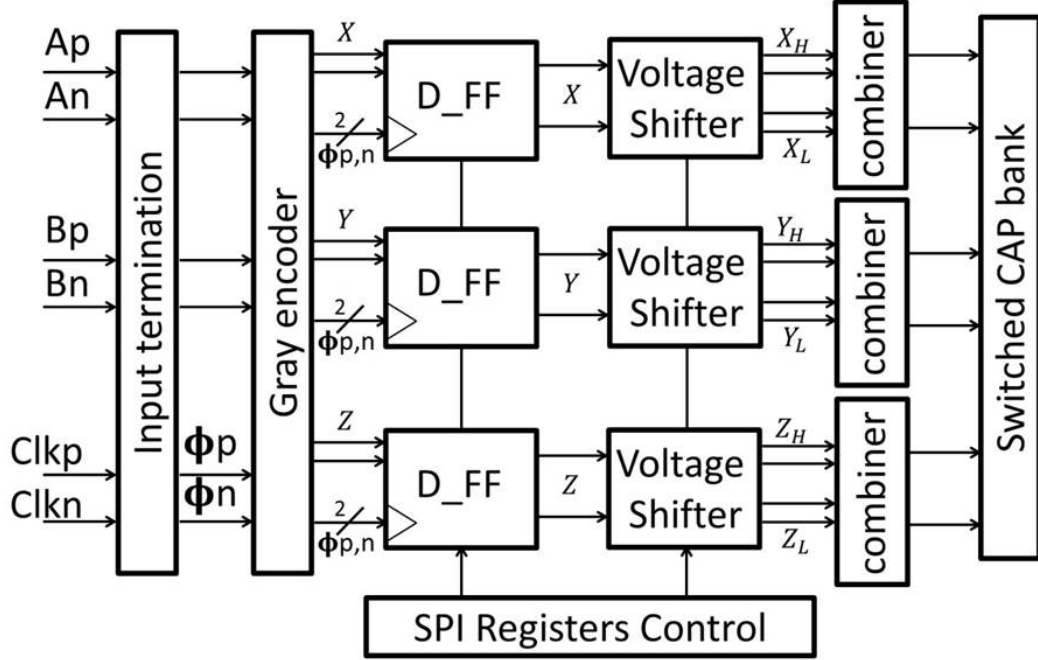 Ap
An
Bp
Bn
Clkp
Clkn
Input termination
ϕp
ϕn
Gray encoder
X
2
ϕp,n
D_FF
X
Voltage
Shifter
X_H
X_L
combiner
Y
2
ϕp,n
D_FF
Y
Voltage
Shifter
Y_H
Y_L
combiner
Z
2
ϕp,n
D_FF
Z
Voltage
Shifter
Z_H
Z_L
combiner
Switched CAP bank
SPI Registers Control